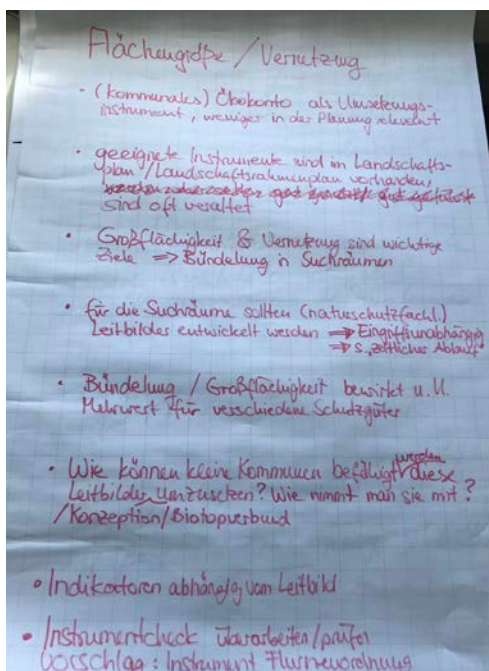 Flächengröße / Vernetzung
• (kommunales) Ökokonto als Umsetzungs-
instrument, weniger in der Planung relevant
• geeignete Instrumente sind im Landschafts-
plan / Landschaftsrahmenplan vorhanden,
sind oft veraltet
• Großflächigkeit & Vernetzung sind wichtige
Ziele => Bündelung in Suchräumen
• für die Suchräume sollten (naturschutzfachl.)
Leitbilder entwickelt werden => Eingriffsunabhängig
=> s. zeitlicher Ablauf
• Bündelung / Großflächigkeit bewirkt u. U.
Mehrwert für verschiedene Schutzgüter
• Wie können kleine Kommunen befähigt werden diese
Leitbilder umzusetzen? Wie nimmt man sie mit?
/Konzeption/Biotopverbund
• Indikatoren abhängig vom Leitbild
• Instrumentcheck überarbeiten/prüfen
Vorschlag: Instrument Flurneuordnung